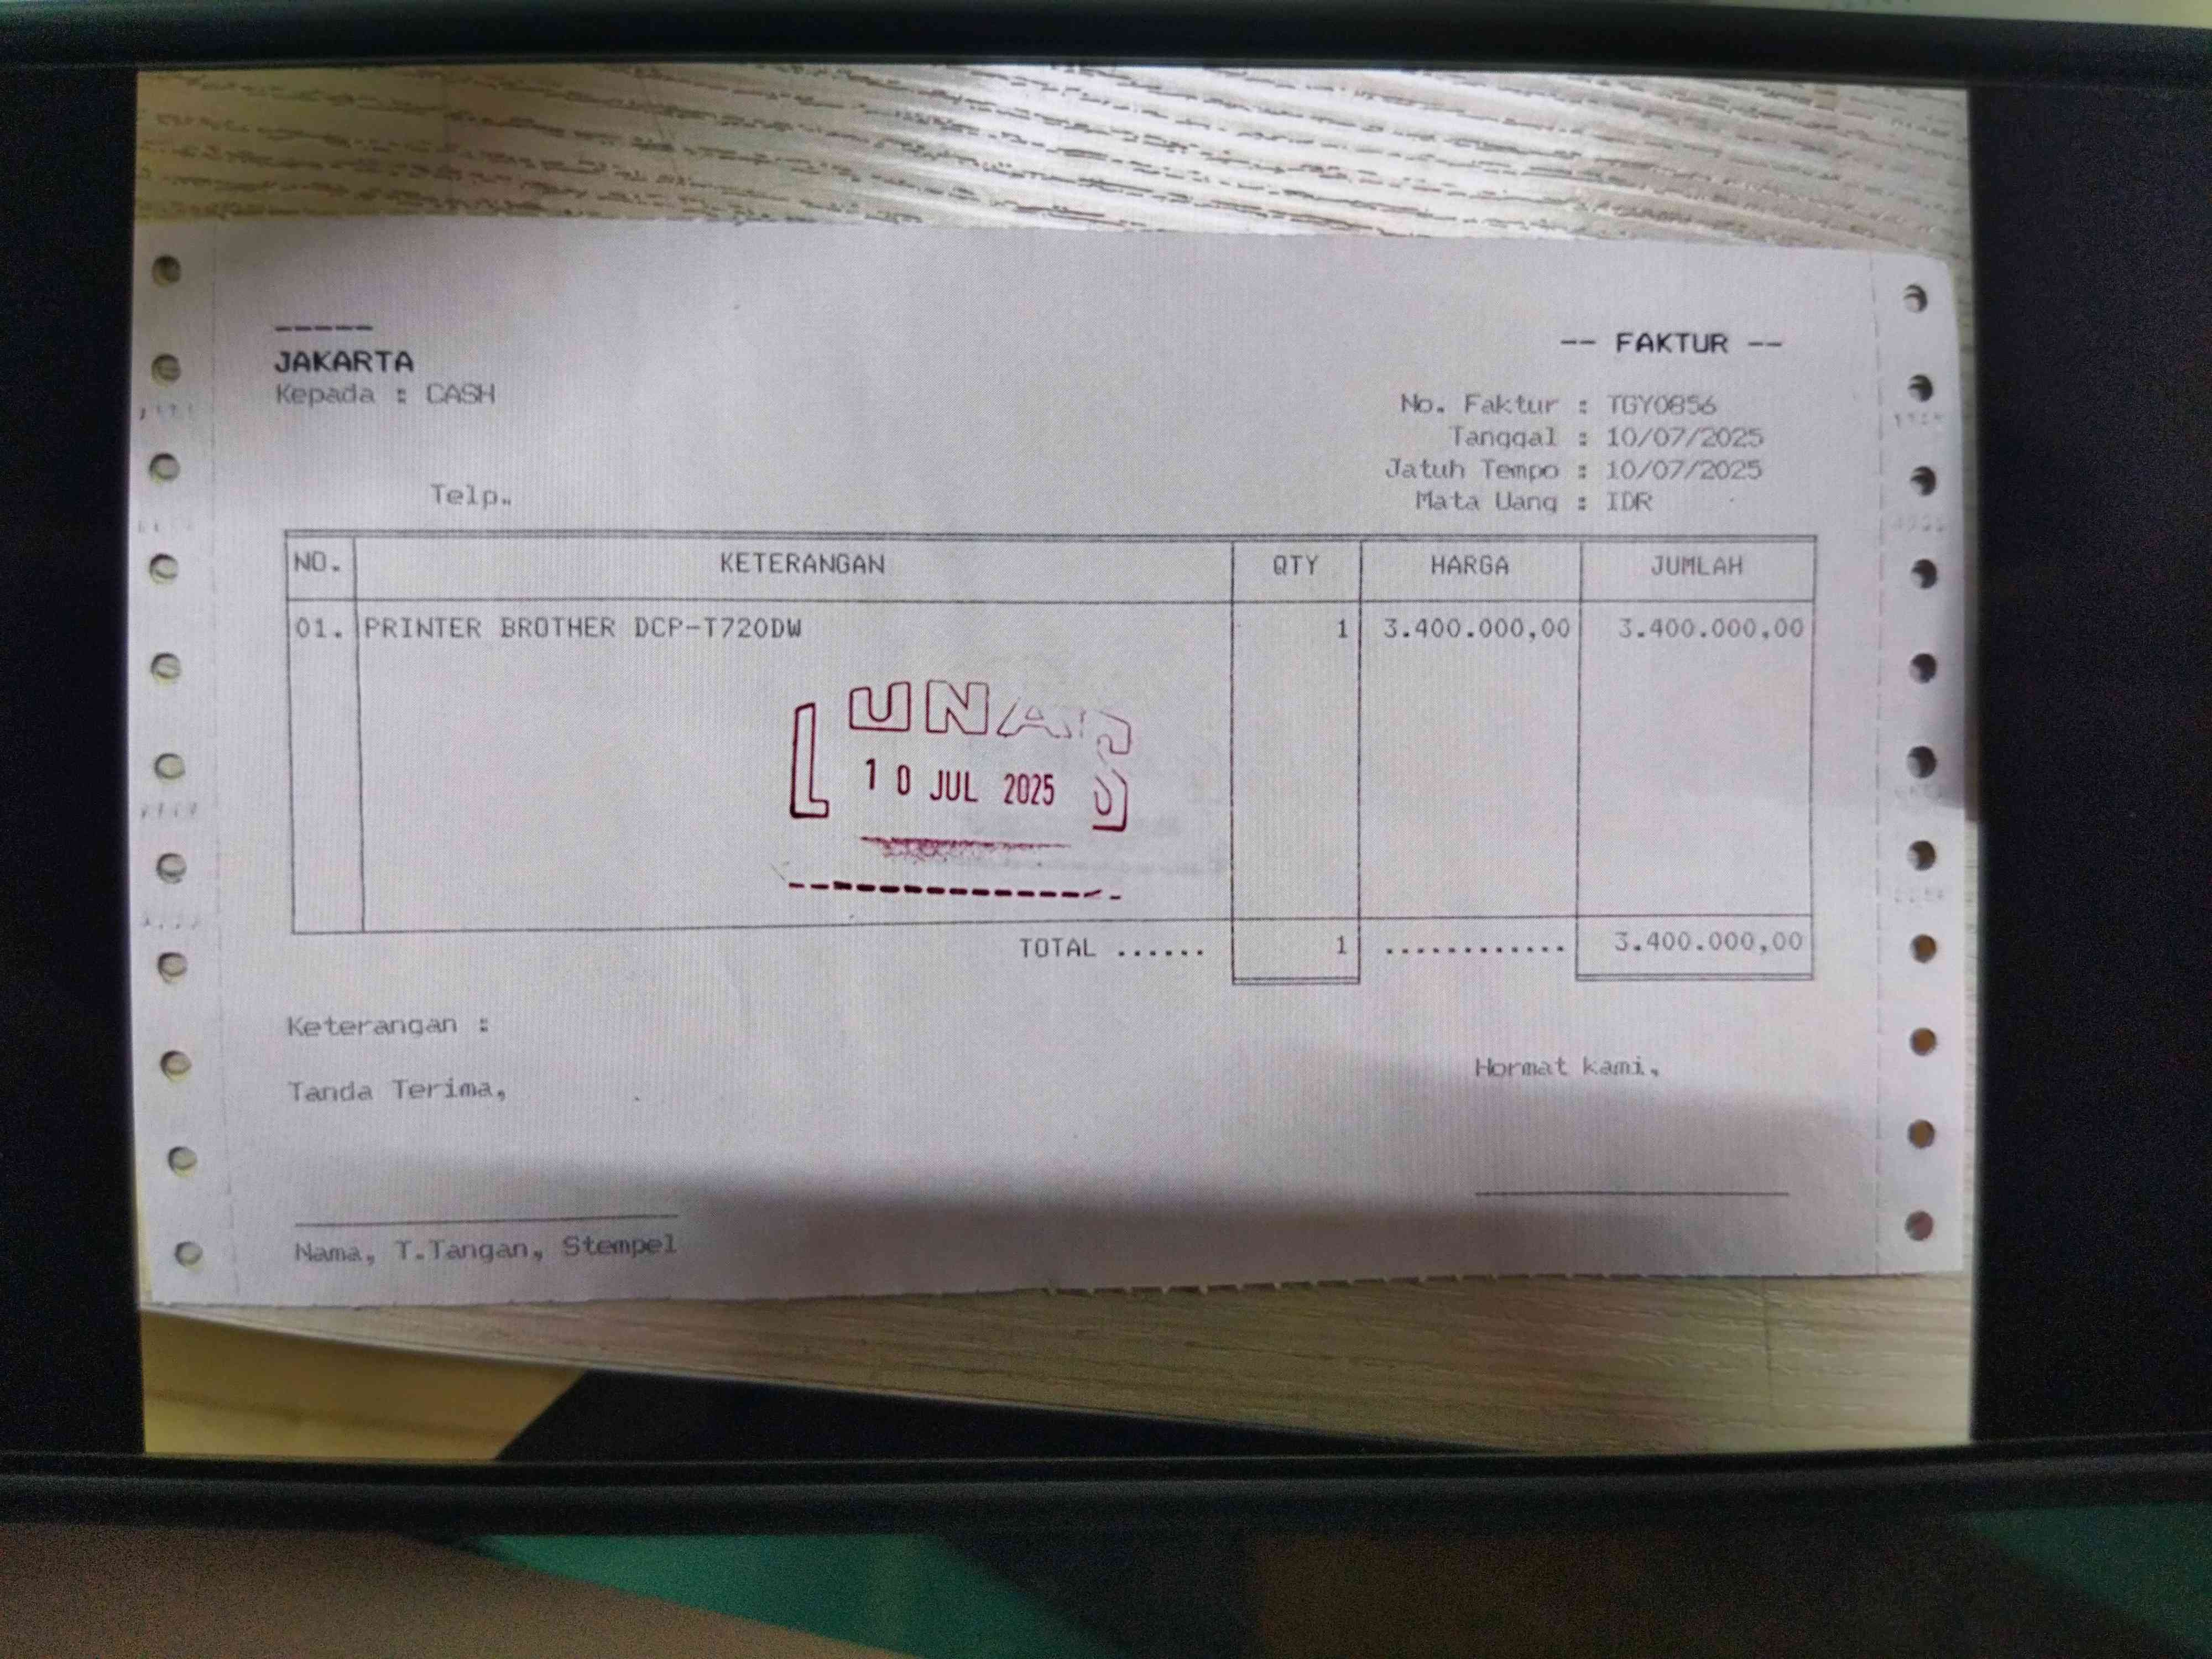 -----
JAKARTA
Kepada : CASH
Telp.
-- FAKTUR --
No. Faktur : TGY0856
Tanggal : 10/07/2025
Jatuh Tempo : 10/07/2025
Mata Uang : IDR
NO. KETERANGAN QTY HARGA JUMLAH
01. PRINTER BROTHER DCP-T720DW 1 3.400.000,00 3.400.000,00
LUNAS
10 JUL 2025
TOTAL ...... 1 ............ 3.400.000,00
Keterangan :
Tanda Terima,
Hormat kami,
Nama, T.Tangan, Stempel